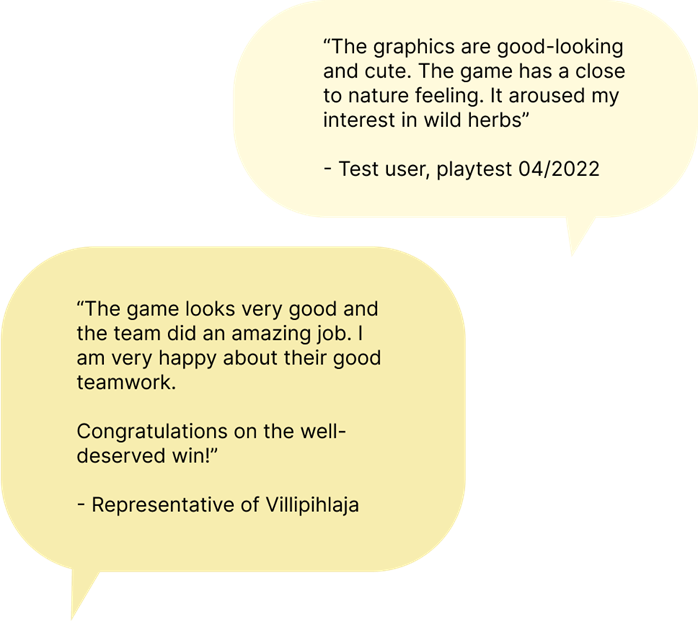 “The graphics are good-looking
and cute. The game has a close
to nature feeling. It aroused my
interest in wild herbs”
- Test user, playtest 04/2022
“The game looks very good and
the team did an amazing job. I
am very happy about their good
teamwork.
Congratulations on the well-
deserved win!”
- Representative of Villipihlaja